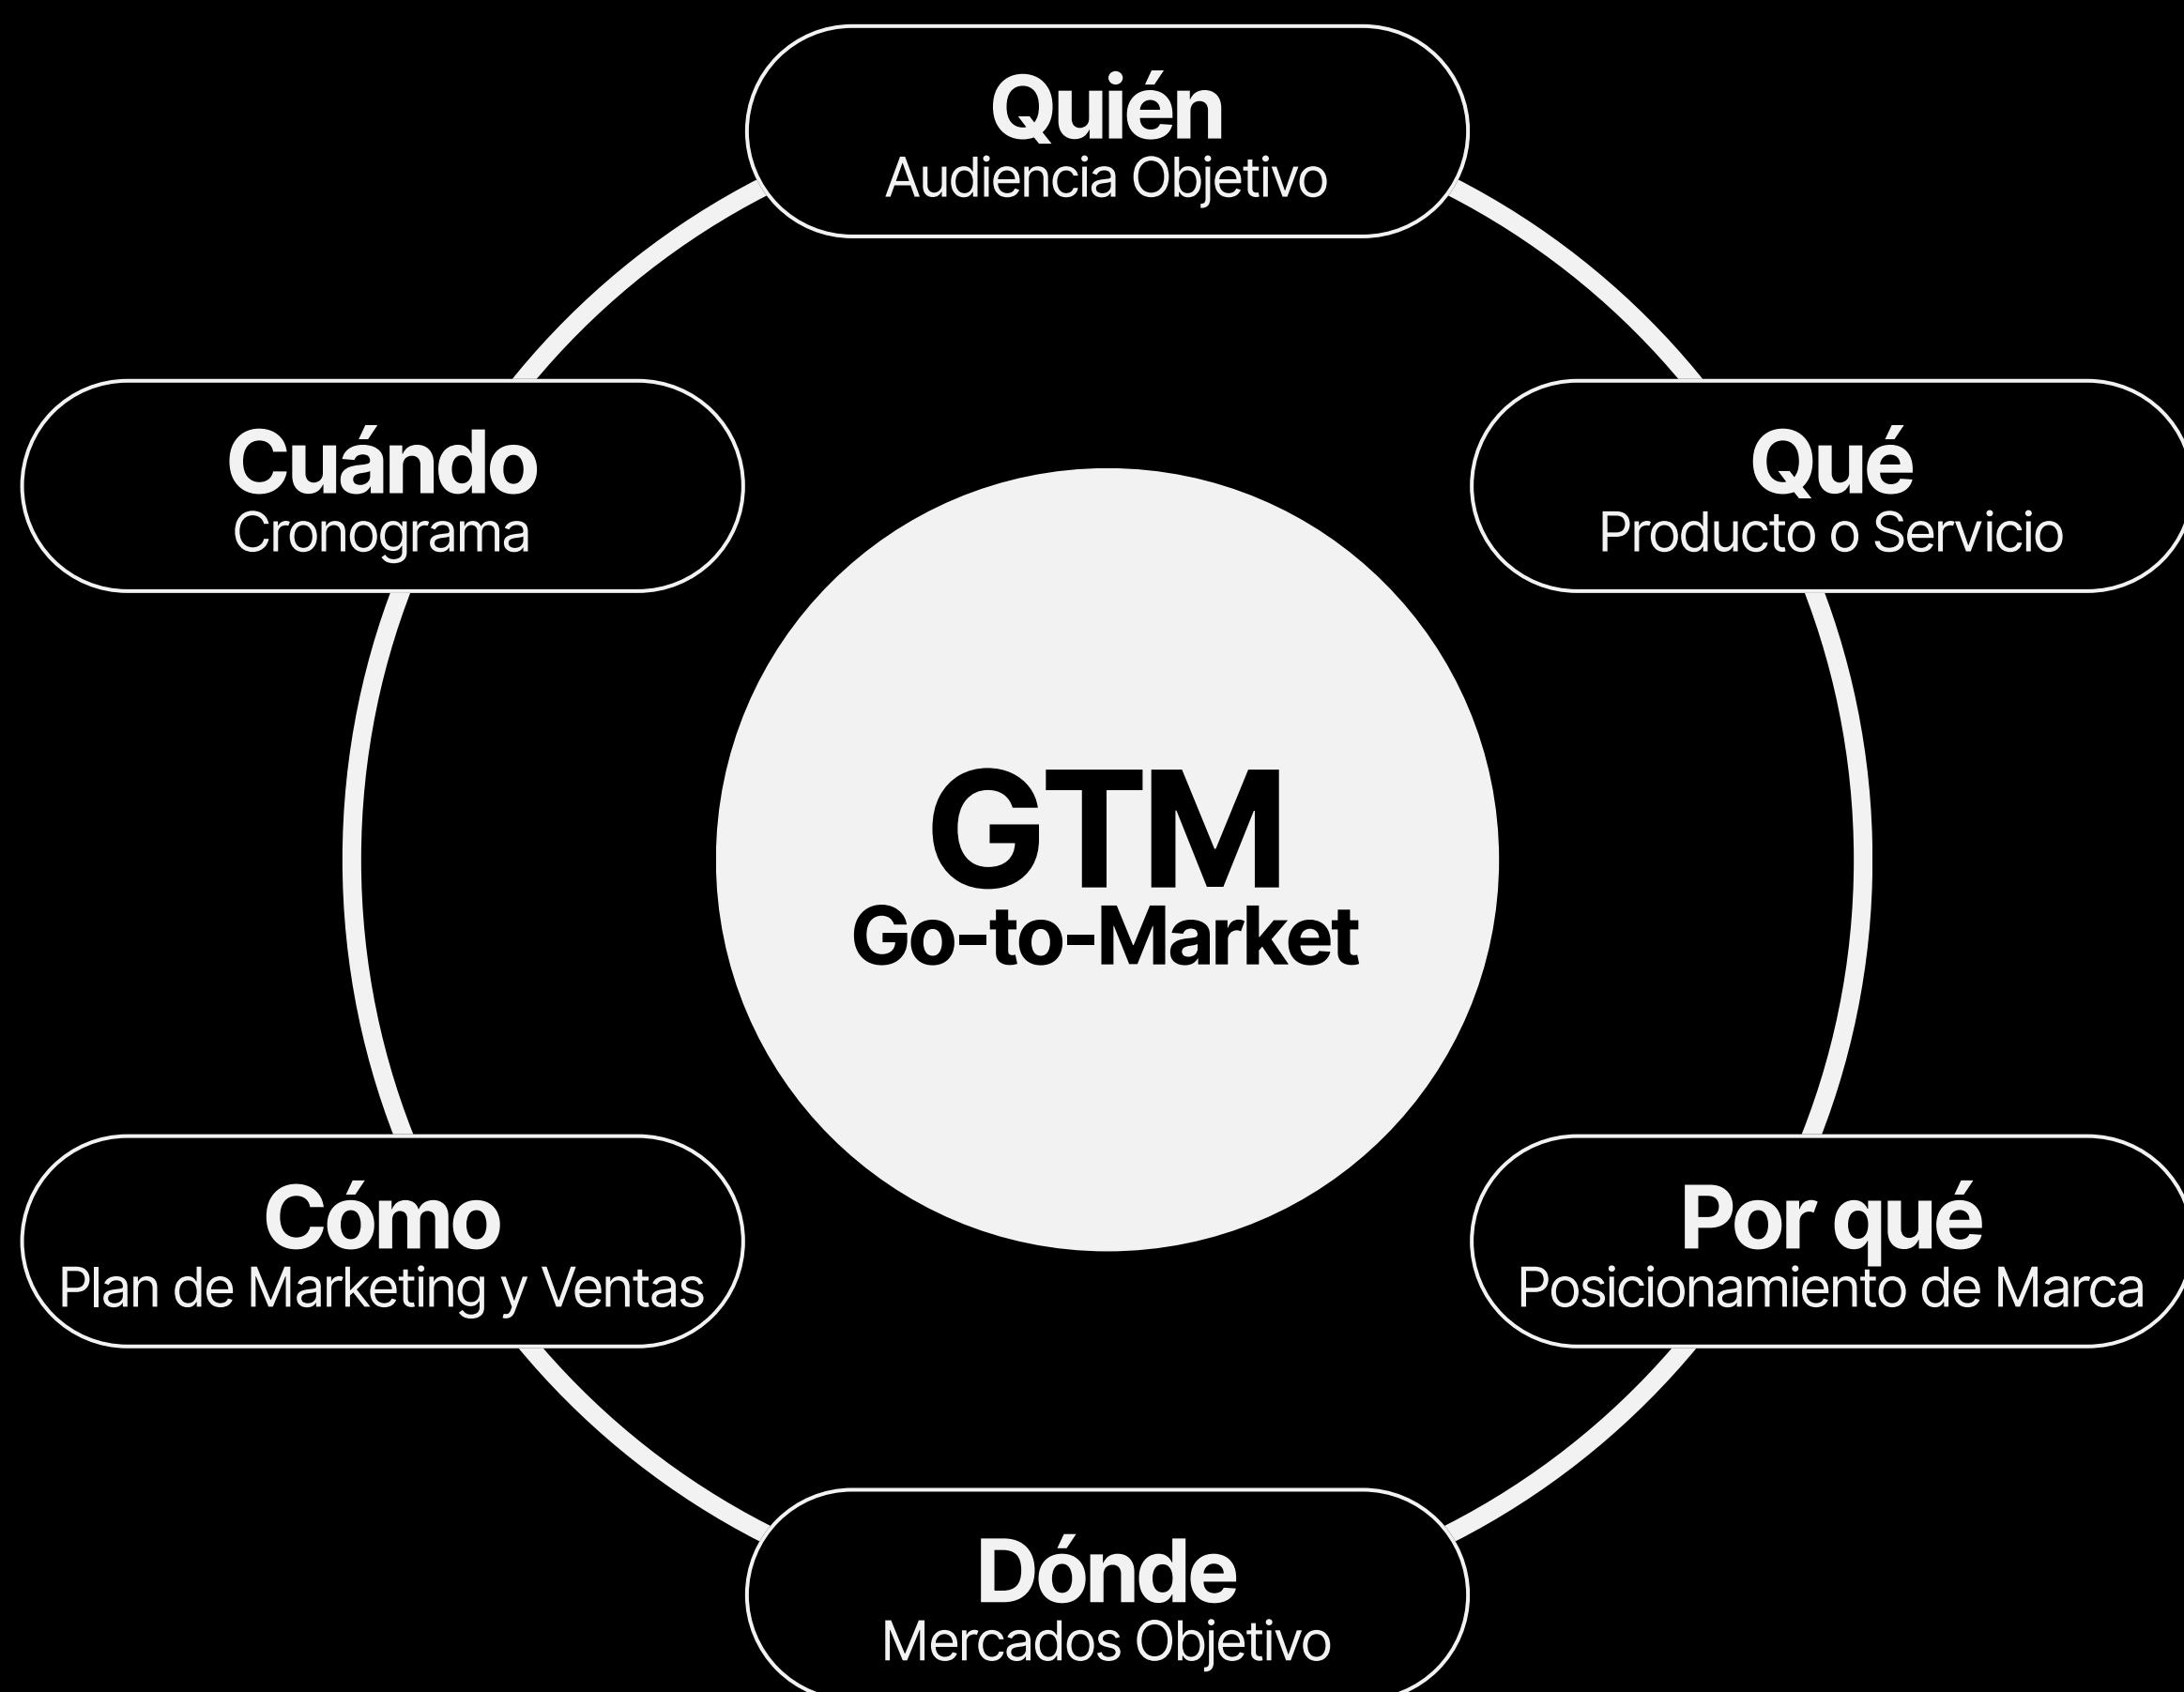 Quién
Audiencia Objetivo
Cuándo
Cronograma
Qué
Producto o Servicio
GTM
Go-to-Market
Cómo
Plan de Marketing y Ventas
Por qué
Posicionamiento de Marca
Dónde
Mercados Objetivo